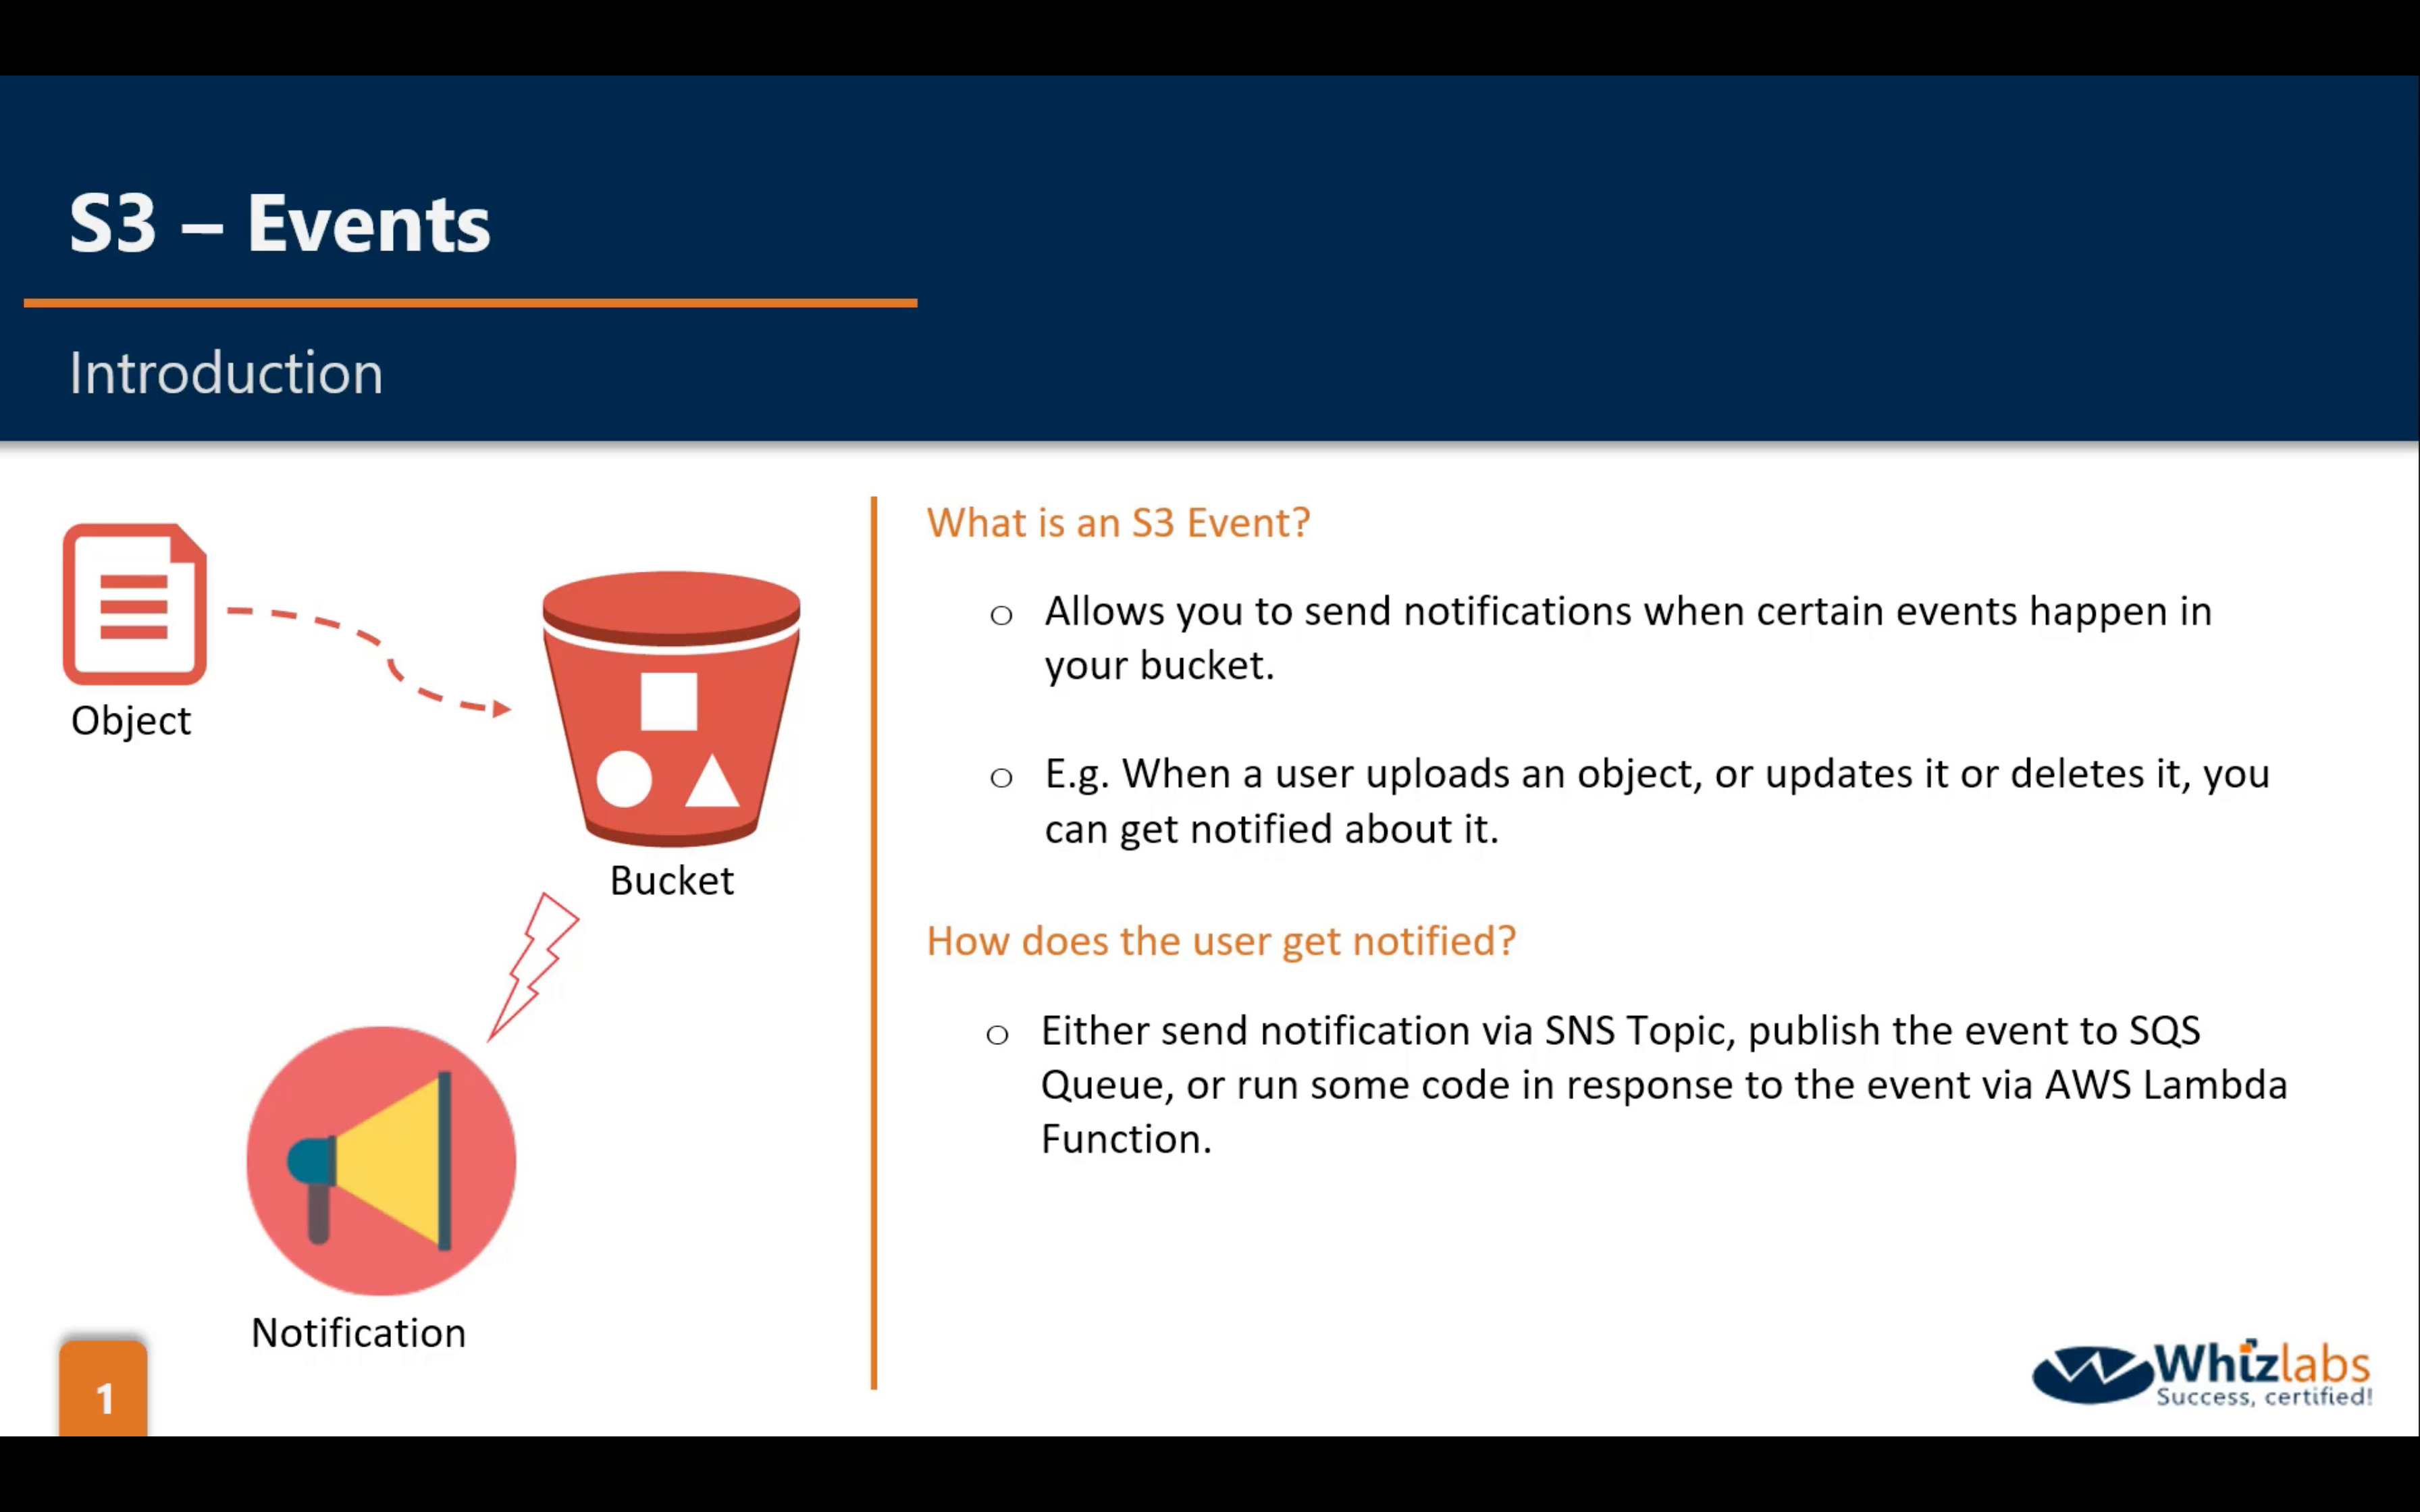 S3 – Events
Introduction
Object
Bucket
Notification
1
What is an S3 Event?
o Allows you to send notifications when certain events happen in
your bucket.
o E.g. When a user uploads an object, or updates it or deletes it, you
can get notified about it.
How does the user get notified?
o Either send notification via SNS Topic, publish the event to SQS
Queue, or run some code in response to the event via AWS Lambda
Function.
Whizlabs
Success, certified!